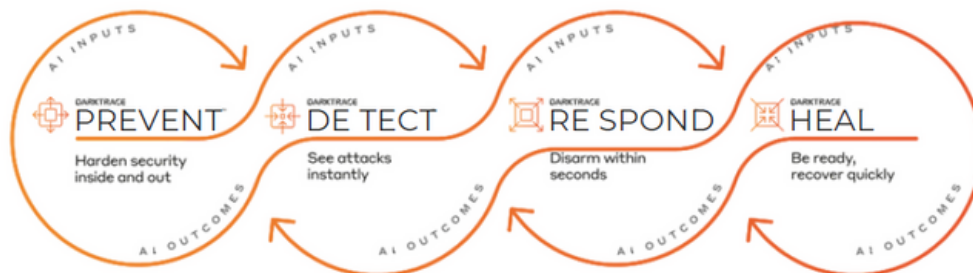 AI INPUTS
DARKTRACE
PREVENT
Harden security
inside and out
AI OUTCOMES
AI INPUTS
DARKTRACE
DE TECT
See attacks
instantly
AI OUTCOMES
AI INPUTS
DARKTRACE
RE SPOND
Disarm within
seconds
AI OUTCOMES
AI INPUTS
DARKTRACE
HEAL
Be ready,
recover quickly
AI OUTCOMES